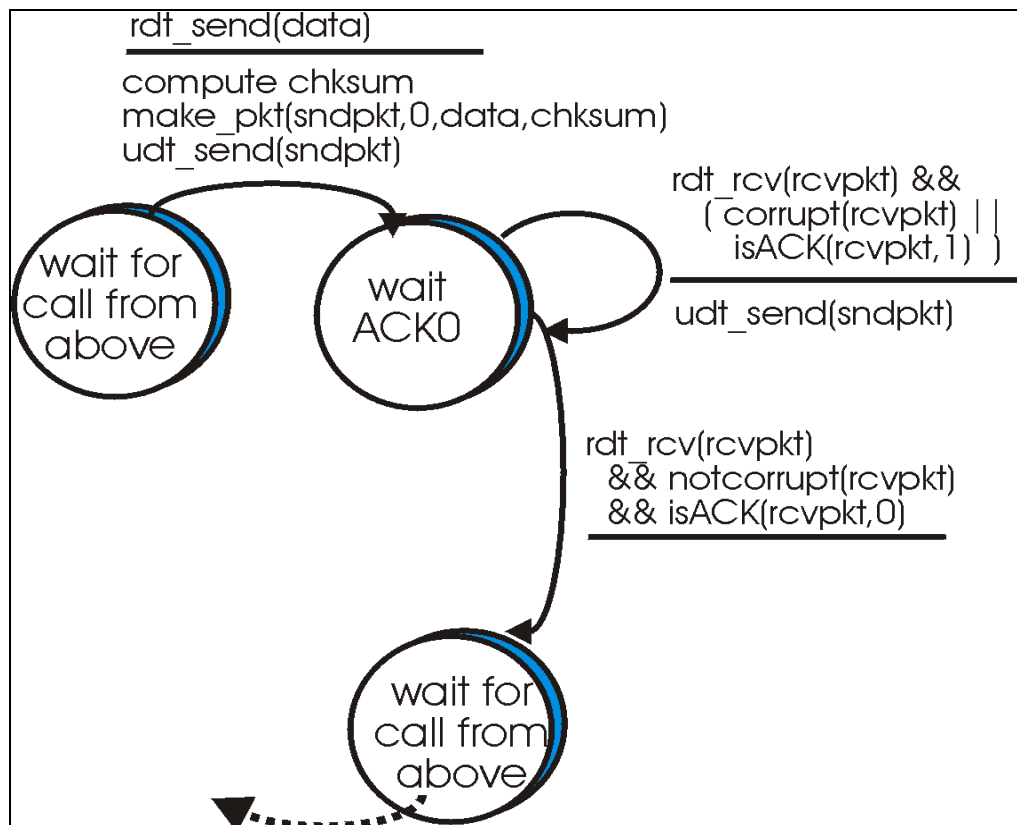 rdt_send(data)
compute chksum
make_pkt(sndpkt,0,data,chksum)
udt_send(sndpkt)
wait for
call from
above
wait
ACK0
rdt_rcv(rcvpkt) &&
( corrupt(rcvpkt) ||
isACK(rcvpkt,1) )
udt_send(sndpkt)
rdt_rcv(rcvpkt)
&& notcorrupt(rcvpkt)
&& isACK(rcvpkt,0)
wait for
call from
above